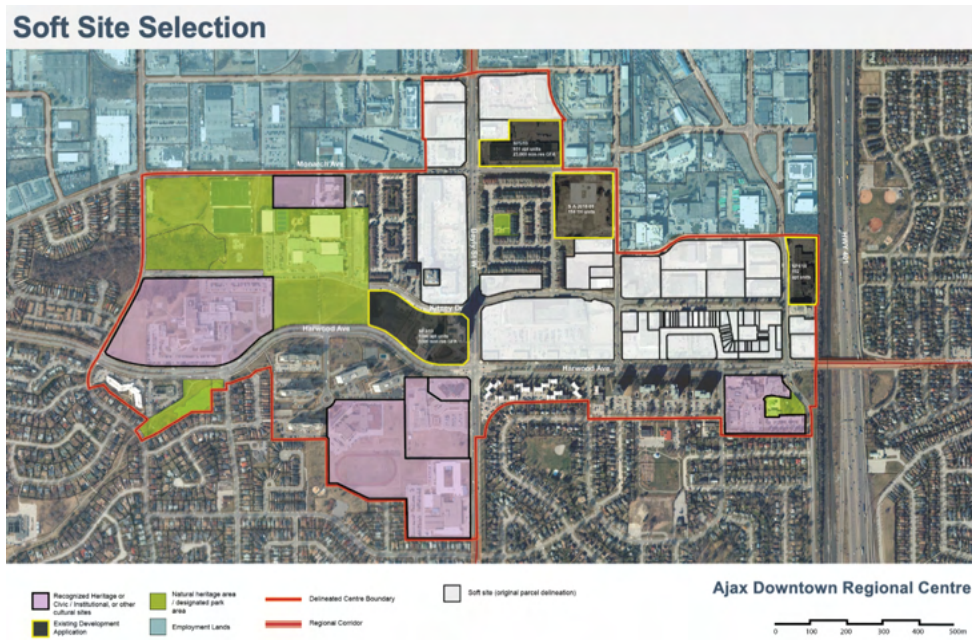 Soft Site Selection
Monarch Ave
Harwood Ave
Harwood Ave
HWY 401
Recognized Heritage or
Civic / Institutional, or other
cultural sites
Existing Development
Application
Natural heritage area
/ designated park
area
Employment Lands
Delineated Centre Boundary
Regional Corridor
Soft site (original parcel delineation)
Ajax Downtown Regional Centre
0 100 200 300 400 500m